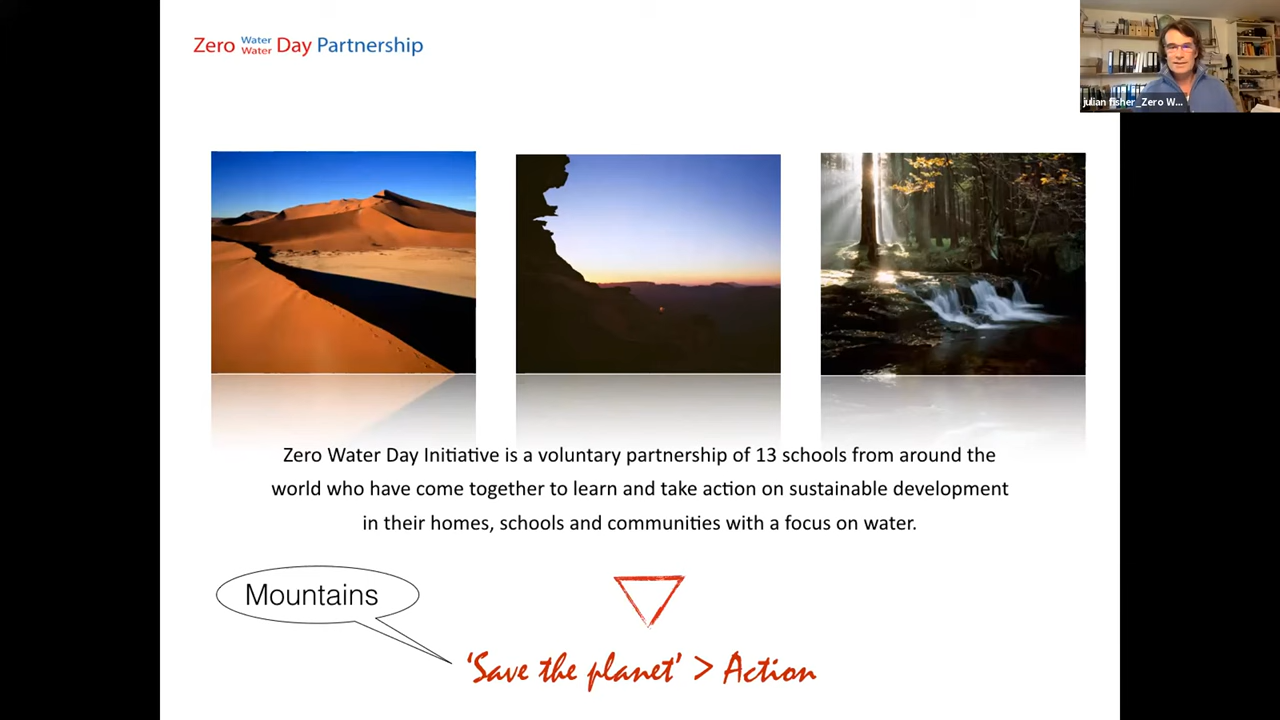 Zero Water Water Day Partnership
julian fisher_Zero W...
Zero Water Day Initiative is a voluntary partnership of 13 schools from around the
world who have come together to learn and take action on sustainable development
in their homes, schools and communities with a focus on water.
Mountains
'Save the planet' > Action